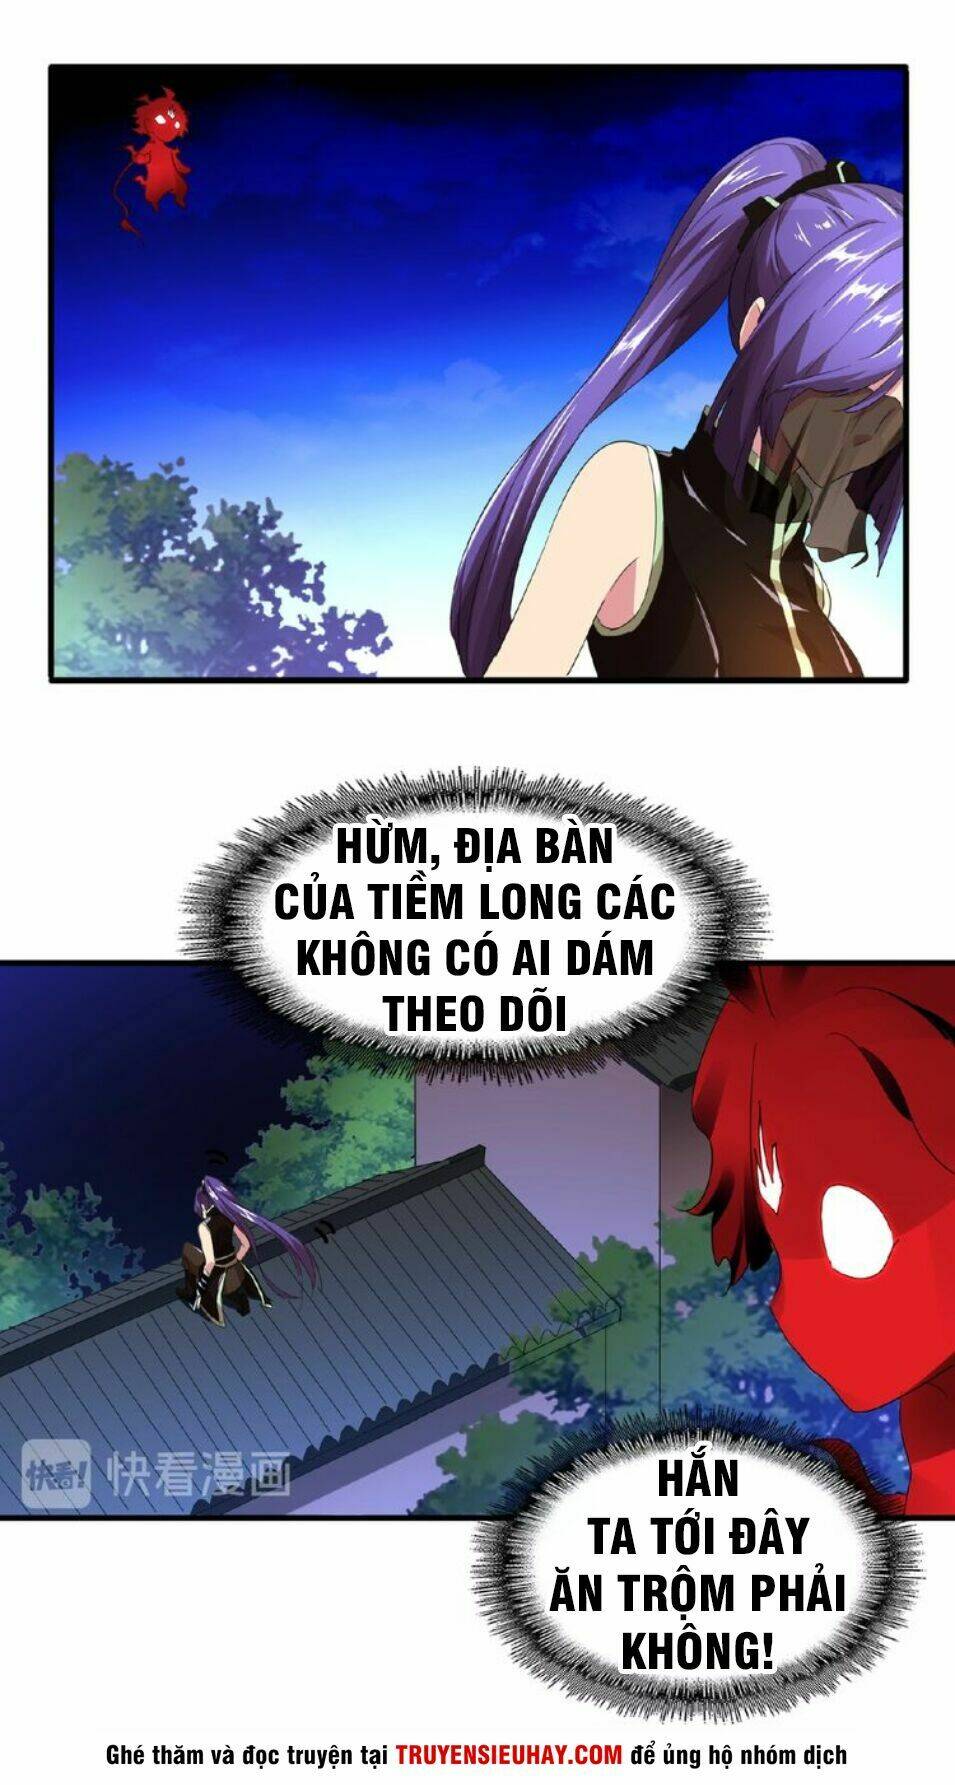 HỪM, ĐỊA BÀN
CỦA TIỀM LONG CÁC
KHÔNG CÓ AI DÁM
THEO DÕI
快看! 快看漫画
HẮN
TA TỚI ĐÂY
ĂN TRỘM PHẢI
KHÔNG!
Ghé thăm và đọc truyện tại TRUYENSIEUHAY.COM để ủng hộ nhóm dịch